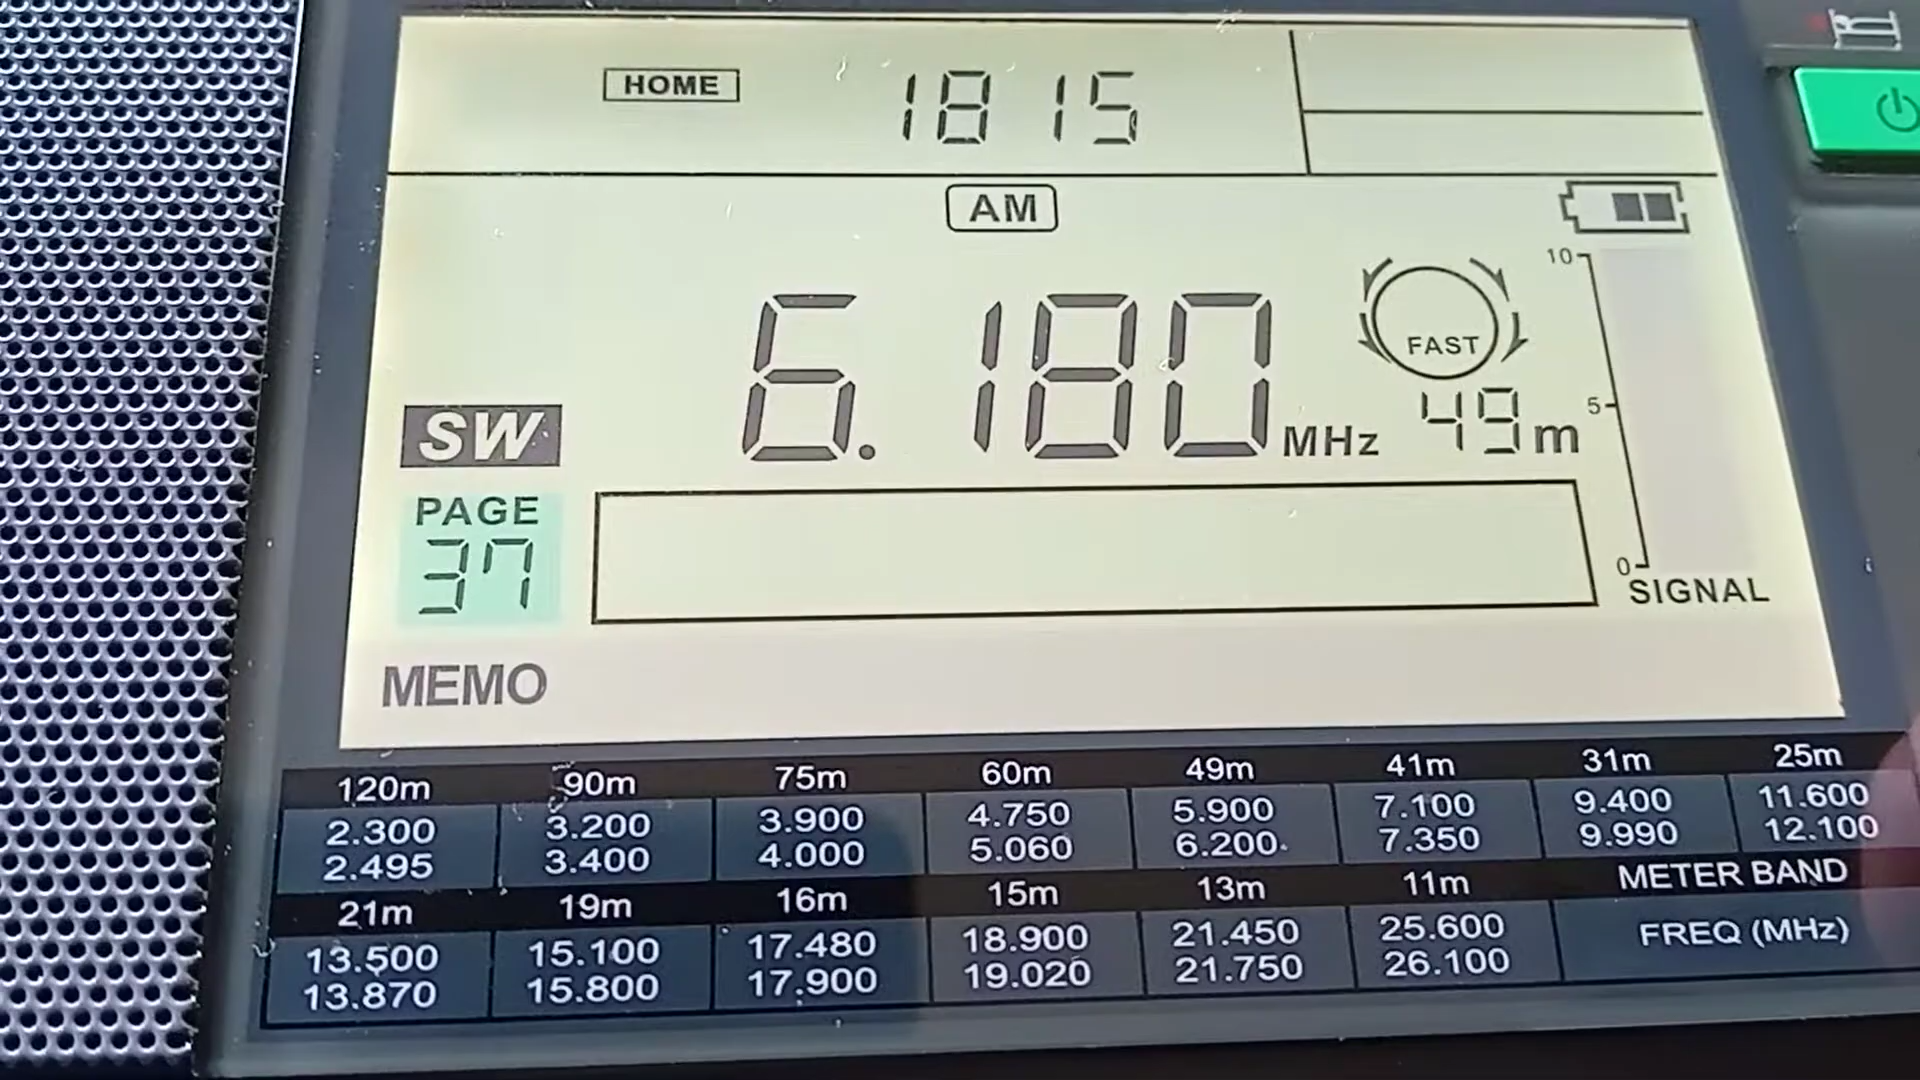 HOME 18 15
AM
10
6.180 MHz
FAST
49 m
5
SW
PAGE
37
0
SIGNAL
MEMO
120m 90m 75m 60m 49m 41m 31m 25m
2.300 3.200 3.900 4.750 5.900 7.100 9.400 11.600
2.495 3.400 4.000 5.060 6.200 7.350 9.990 12.100
21m 19m 16m 15m 13m 11m METER BAND
13.500 15.100 17.480 18.900 21.450 25.600 FREQ (MHz)
13.870 15.800 17.900 19.020 21.750 26.100